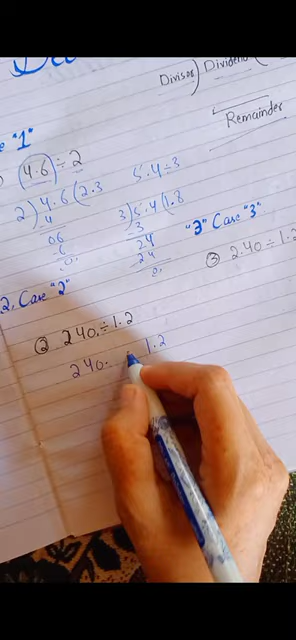 Divisor) Dividend (
Remainder
"1"
(4.6) ÷ 2
5.4 ÷ 3
2) 4.6 (2.3
4
06
6
0.
3) 5.4 (1.8
-3
24
24
0.
2. Case "2"
② 240. ÷ 1.2
240. 1.2
"3" Case "3"
③ 2.40 ÷ 1.2